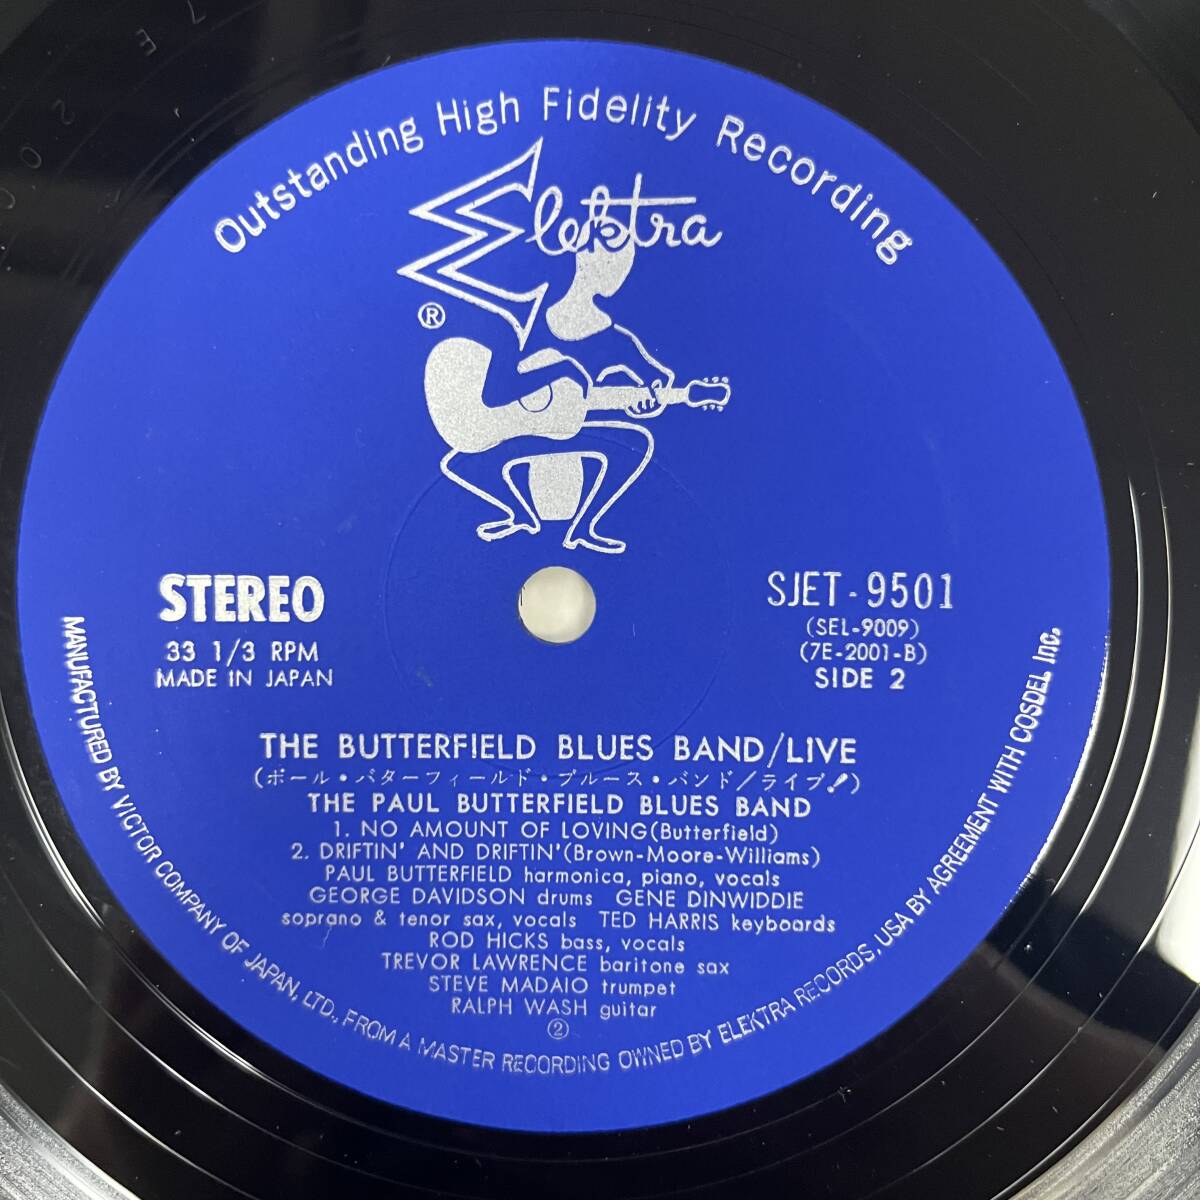 Outstanding High Fidelity Recording
Elektra
®
STEREO
33 1/3 RPM
MADE IN JAPAN
SJET-9501
(SEL-9009)
(7E-2001-B)
SIDE 2
THE BUTTERFIELD BLUES BAND/LIVE
(ポール・バターフィールド・ブルース・バンド/ライブ!)
THE PAUL BUTTERFIELD BLUES BAND
1. NO AMOUNT OF LOVING(Butterfield)
2. DRIFTIN' AND DRIFTIN'(Brown-Moore-Williams)
PAUL BUTTERFIELD harmonica, piano, vocals
GEORGE DAVIDSON drums GENE DINWIDDIE
soprano & tenor sax, vocals TED HARRIS keyboards
ROD HICKS bass, vocals
TREVOR LAWRENCE baritone sax
STEVE MADAIO trumpet
RALPH WASH guitar
②
MANUFACTURED BY VICTOR COMPANY OF JAPAN, LTD., FROM A MASTER RECORDING OWNED BY ELEKTRA RECORDS, USA BY AGREEMENT WITH COSDEL Inc.